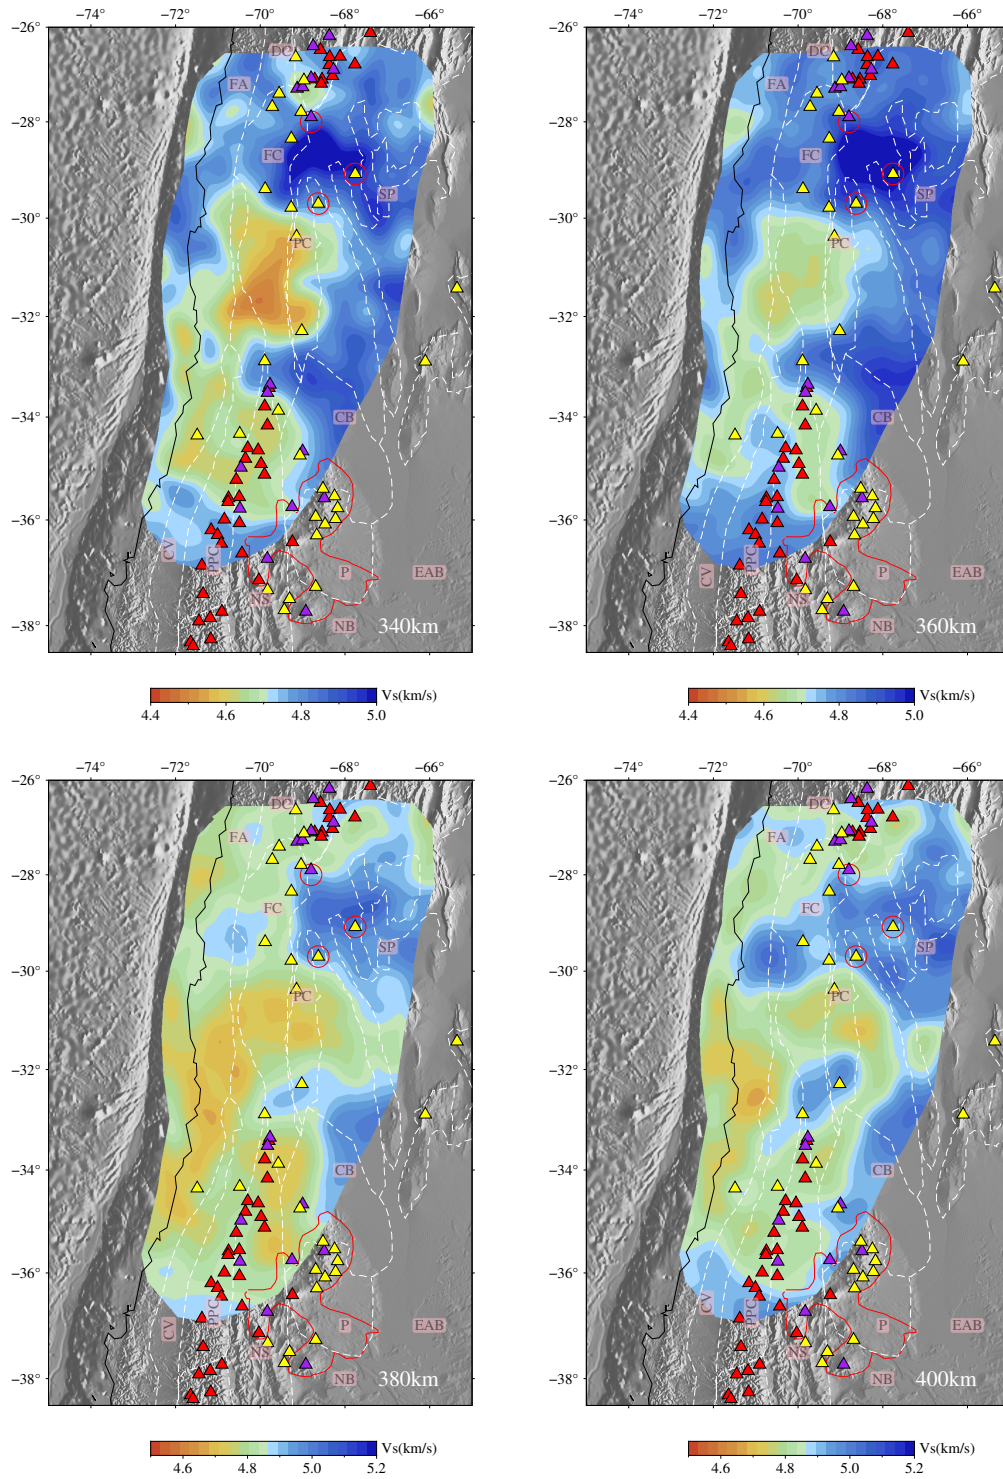 −74° −72° −70° −68° −66°
−26°
−28°
−30°
−32°
−34°
−36°
−38°
DC
FA
FC
SP
PC
CB
CV
PPC
NS
P
EAB
NB
340km
4.4 4.6 4.8 5.0
Vs(km/s)
−74° −72° −70° −68° −66°
−26°
−28°
−30°
−32°
−34°
−36°
−38°
DC
FA
FC
SP
PC
CB
CV
PPC
NS
P
EAB
NB
360km
4.4 4.6 4.8 5.0
Vs(km/s)
−74° −72° −70° −68° −66°
−26°
−28°
−30°
−32°
−34°
−36°
−38°
DC
FA
FC
SP
PC
CB
CV
PPC
NS
P
EAB
NB
380km
4.6 4.8 5.0 5.2
Vs(km/s)
−74° −72° −70° −68° −66°
−26°
−28°
−30°
−32°
−34°
−36°
−38°
DC
FA
FC
SP
PC
CB
CV
PPC
NS
P
EAB
NB
400km
4.6 4.8 5.0 5.2
Vs(km/s)